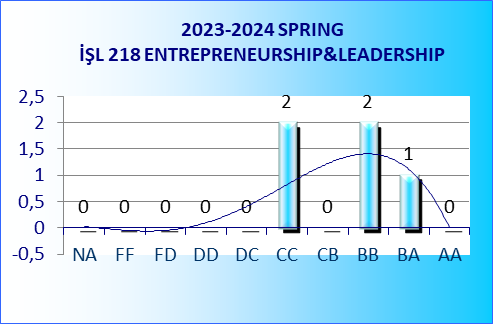 2023-2024 SPRING
İŞL 218 ENTREPRENEURSHIP&LEADERSHIP
2,5
2
1,5
1
0,5
0
-0,5
0 0 0 0 0 2 0 2 1 0
NA FF FD DD DC CC CB BB BA AA